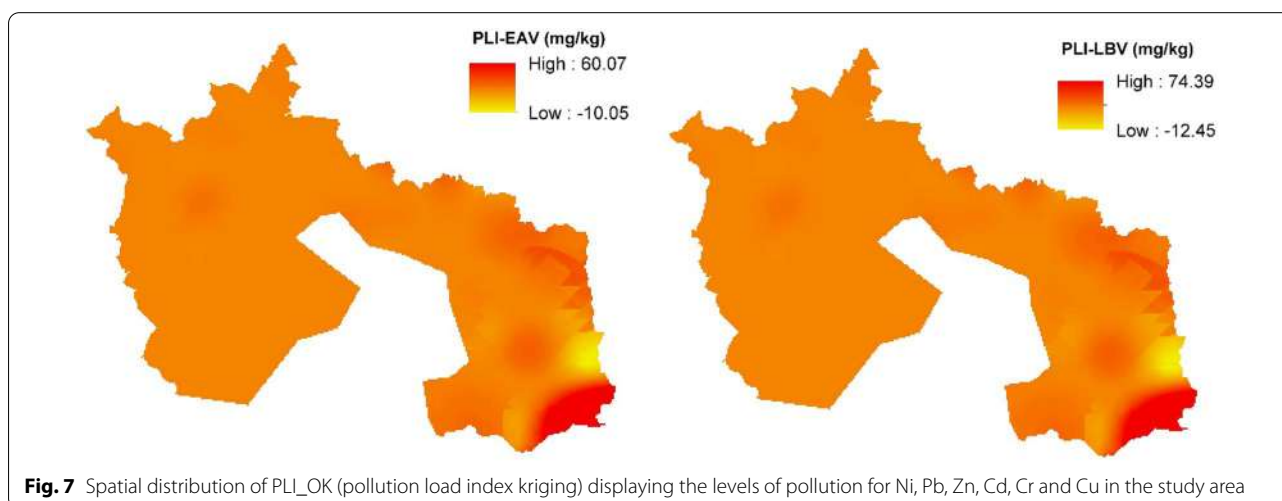 PLI-EAV (mg/kg)
High : 60.07
Low : -10.05
PLI-LBV (mg/kg)
High : 74.39
Low : -12.45
Fig. 7 Spatial distribution of PLI_OK (pollution load index kriging) displaying the levels of pollution for Ni, Pb, Zn, Cd, Cr and Cu in the study area